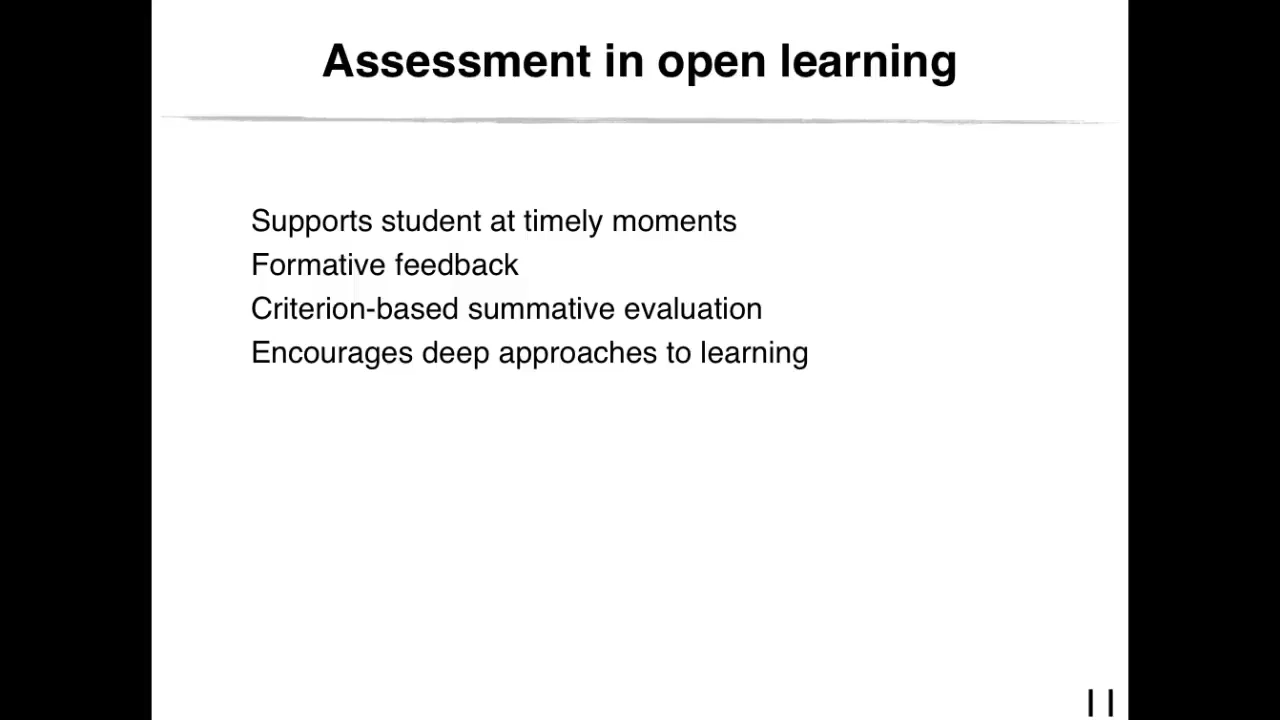 Assessment in open learning
Supports student at timely moments
Formative feedback
Criterion-based summative evaluation
Encourages deep approaches to learning
11